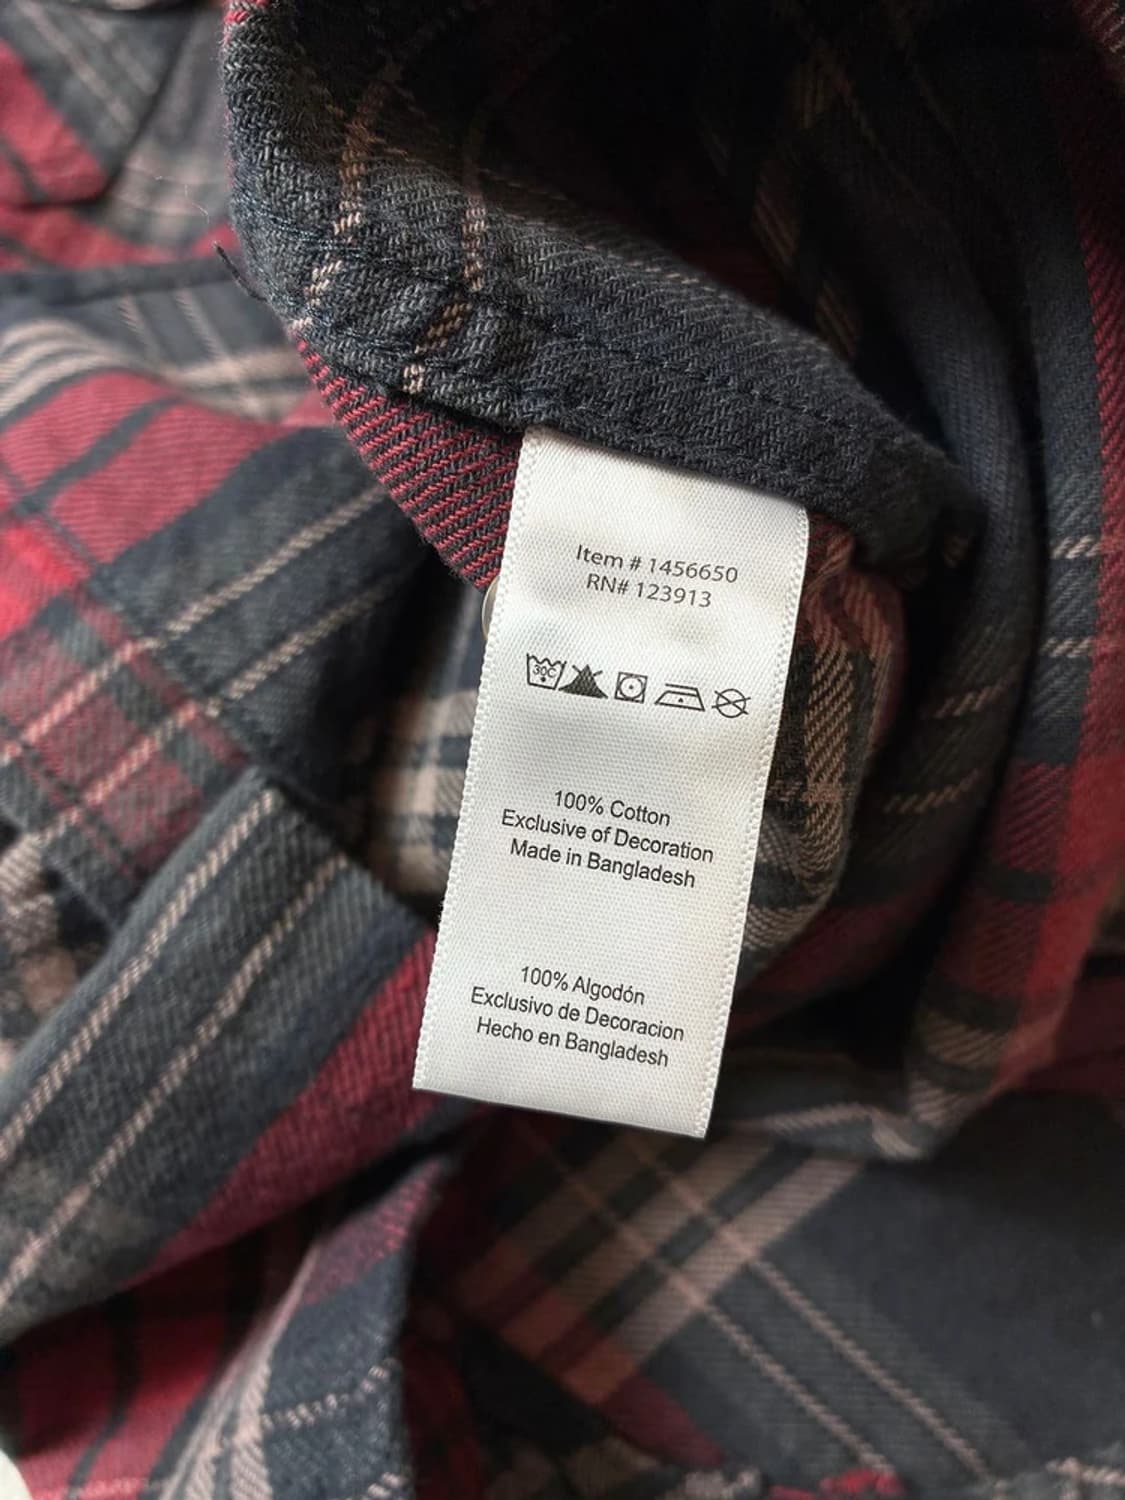 Item # 1456650
RN# 123913
30C
100% Cotton
Exclusive of Decoration
Made in Bangladesh
100% Algodón
Exclusivo de Decoracion
Hecho en Bangladesh